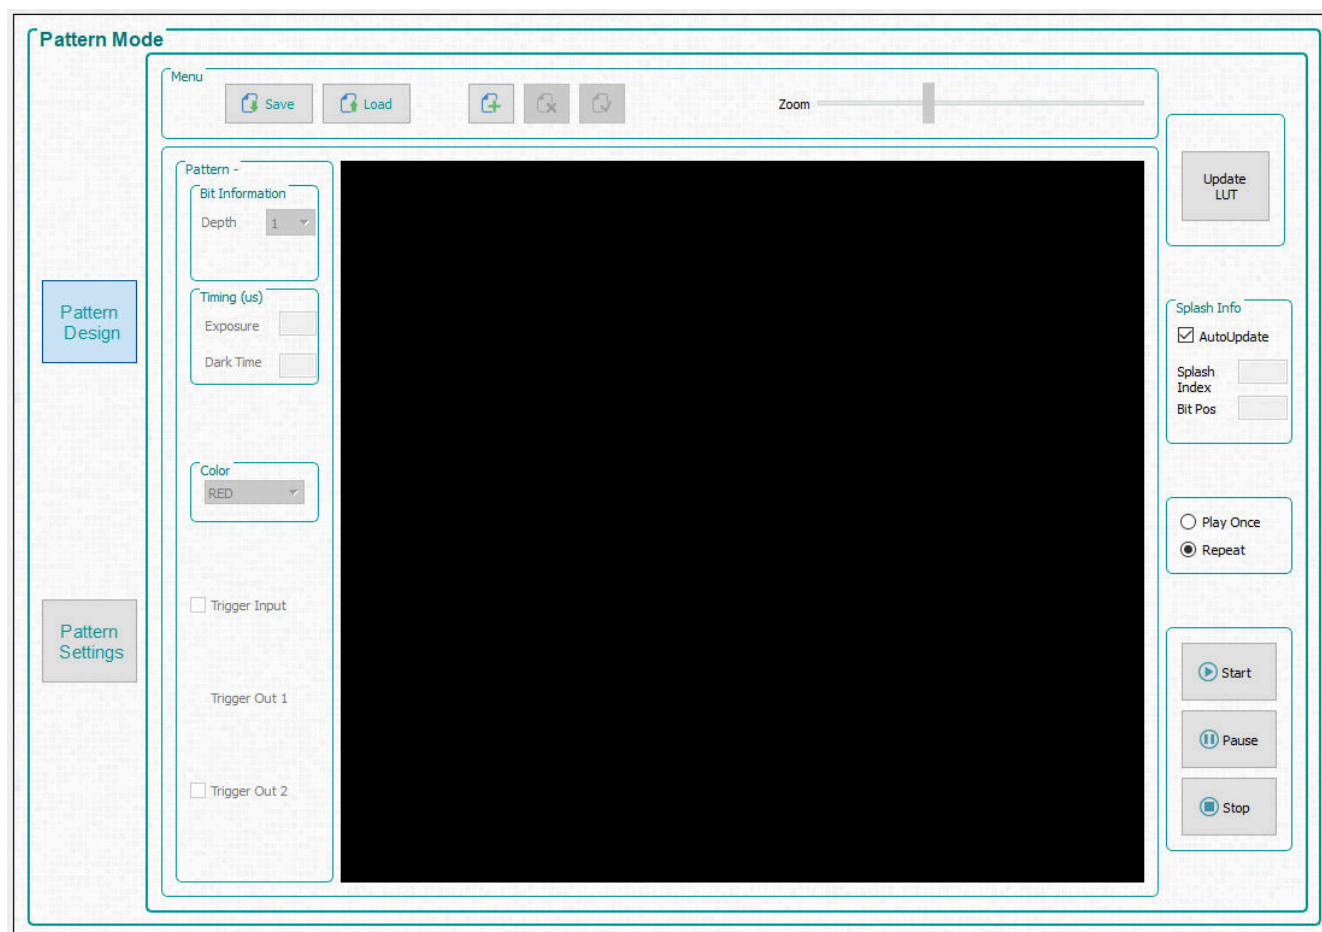 Pattern Mode
Menu
Save
Load
Zoom
Pattern
Design
Pattern
Settings
Pattern -
Bit Information
Depth
1
Timing (us)
Exposure
Dark Time
Color
RED
Trigger Input
Trigger Out 1
Trigger Out 2
Update
LUT
Splash Info
AutoUpdate
Splash
Index
Bit Pos
Play Once
Repeat
Start
Pause
Stop